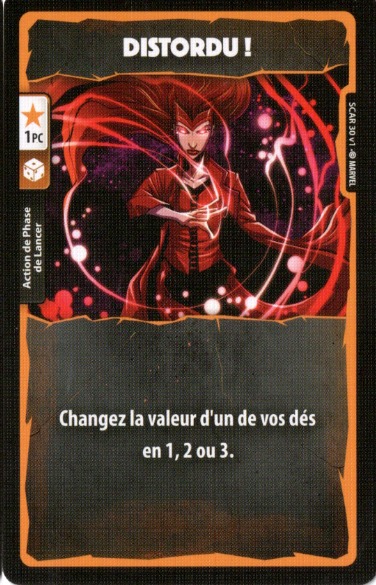 DISTORDU !
1PC
Action de Phase
de Lancer
SCAR 30 v1 - © MARVEL
Changez la valeur d'un de vos dés
en 1, 2 ou 3.